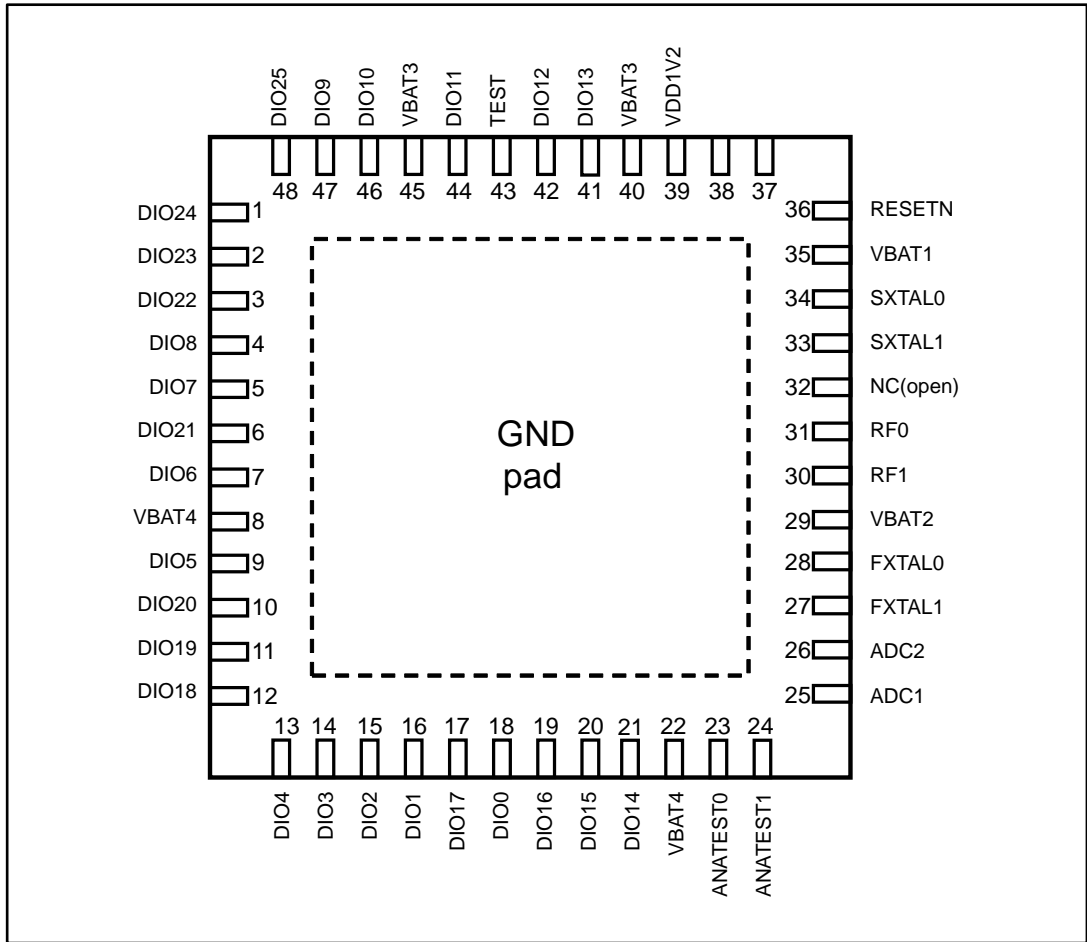 DIO25
DIO9
DIO10
VBAT3
DIO11
TEST
DIO12
DIO13
VBAT3
VDD1V2
48 47 46 45 44 43 42 41 40 39 38 37
DIO24 1
DIO23 2
DIO22 3
DIO8 4
DIO7 5
DIO21 6
DIO6 7
VBAT4 8
DIO5 9
DIO20 10
DIO19 11
DIO18 12
GND
pad
36 RESETN
35 VBAT1
34 SXTAL0
33 SXTAL1
32 NC(open)
31 RF0
30 RF1
29 VBAT2
28 FXTAL0
27 FXTAL1
26 ADC2
25 ADC1
13 14 15 16 17 18 19 20 21 22 23 24
DIO4
DIO3
DIO2
DIO1
DIO17
DIO0
DIO16
DIO15
DIO14
VBAT4
ANATEST0
ANATEST1